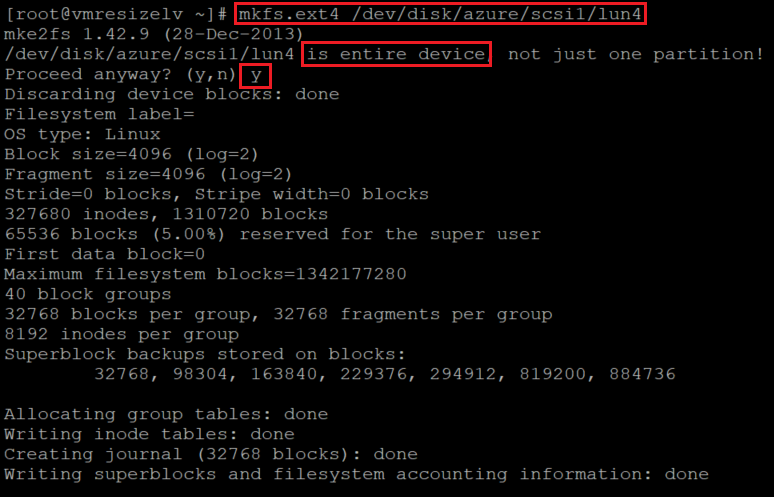 [root@vmresizelv ~]# mkfs.ext4 /dev/disk/azure/scsi1/lun4
mke2fs 1.42.9 (28-Dec-2013)
/dev/disk/azure/scsi1/lun4 is entire device, not just one partition!
Proceed anyway? (y,n) y
Discarding device blocks: done
Filesystem label=
OS type: Linux
Block size=4096 (log=2)
Fragment size=4096 (log=2)
Stride=0 blocks, Stripe width=0 blocks
327680 inodes, 1310720 blocks
65536 blocks (5.00%) reserved for the super user
First data block=0
Maximum filesystem blocks=1342177280
40 block groups
32768 blocks per group, 32768 fragments per group
8192 inodes per group
Superblock backups stored on blocks:
32768, 98304, 163840, 229376, 294912, 819200, 884736
Allocating group tables: done
Writing inode tables: done
Creating journal (32768 blocks): done
Writing superblocks and filesystem accounting information: done